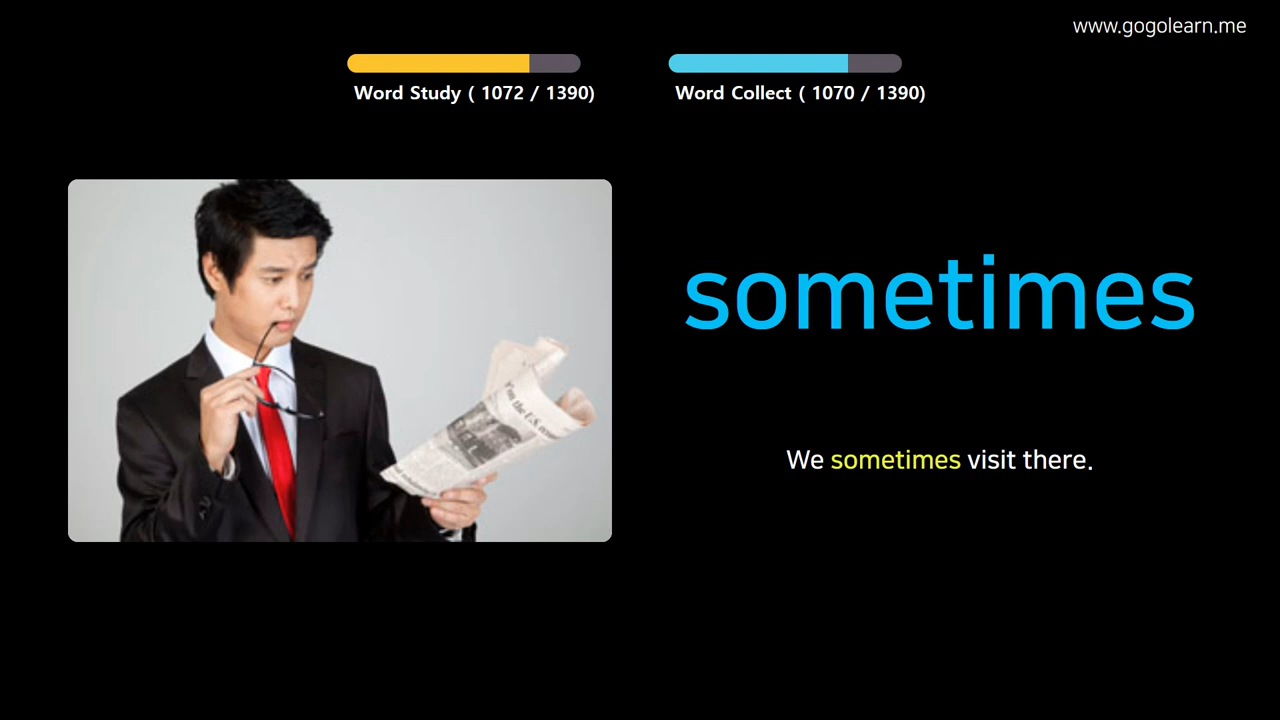 www.gogolearn.me
Word Study ( 1072 / 1390)
Word Collect ( 1070 / 1390)
sometimes
We sometimes visit there.